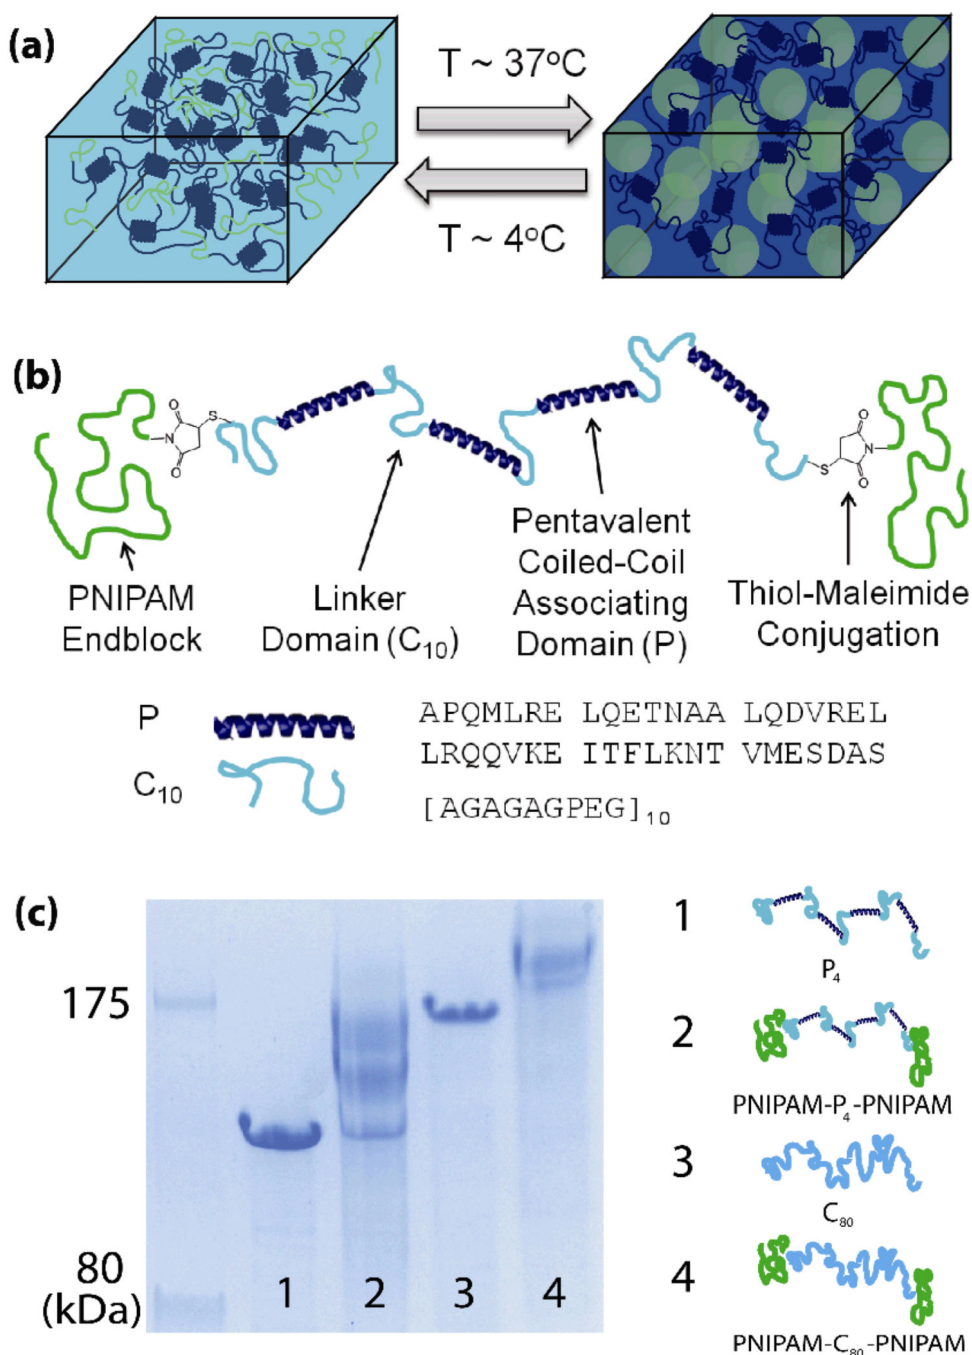 (a)
T ~ 37°C
T ~ 4°C
(b)
O
N
O
S
S
O
N
O
PNIPAM
Endblock
Linker
Domain (C₁₀)
Pentavalent
Coiled-Coil
Associating
Domain (P)
Thiol-Maleimide
Conjugation
P
APQMLRE LQETNAA LQDVREL
LRQQVKE ITFLKNT VMESDAS
C₁₀
[AGAGAGPEG]₁₀
(c)
175
80
(kDa)
1 2 3 4
1
P₄
2
PNIPAM-P₄-PNIPAM
3
C₈₀
4
PNIPAM-C₈₀-PNIPAM